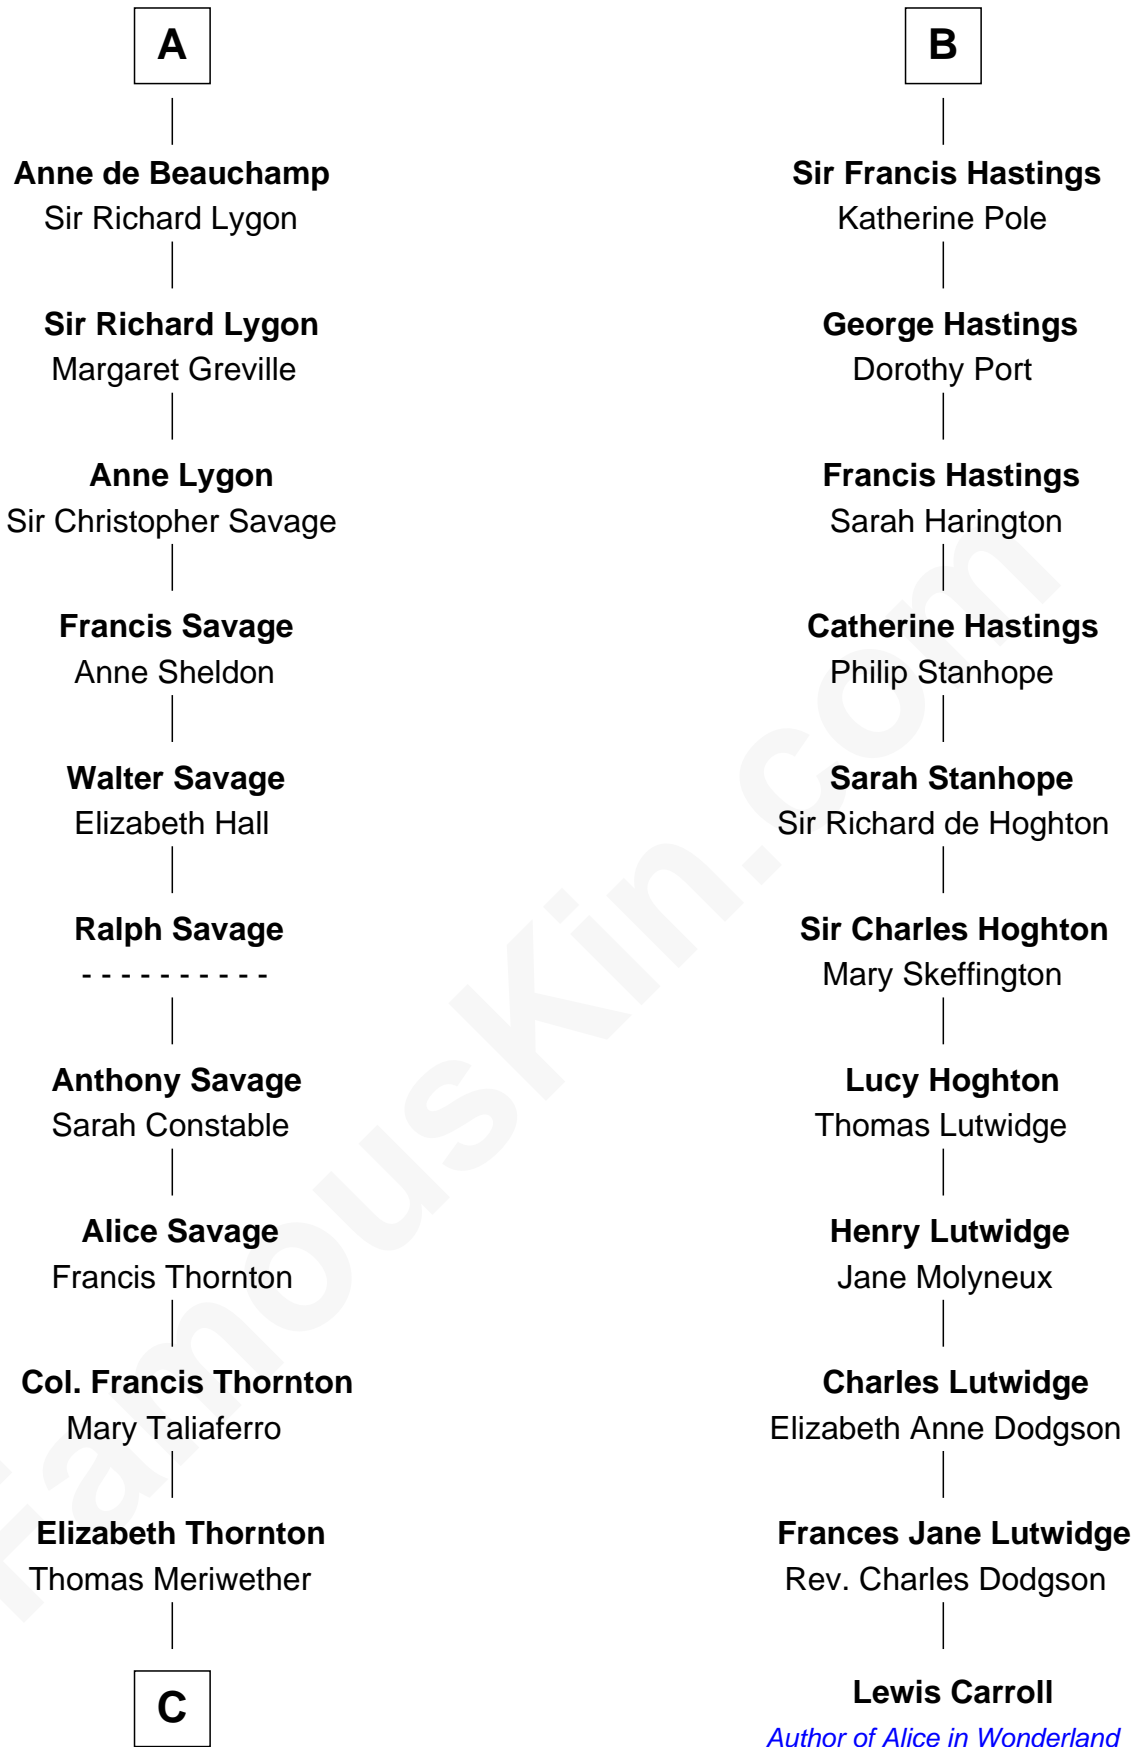 A
Anne de Beauchamp
Sir Richard Lygon
Sir Richard Lygon
Margaret Greville
Anne Lygon
Sir Christopher Savage
Francis Savage
Anne Sheldon
Walter Savage
Elizabeth Hall
Ralph Savage
- - - - - - - - - -
Anthony Savage
Sarah Constable
Alice Savage
Francis Thornton
Col. Francis Thornton
Mary Taliaferro
Elizabeth Thornton
Thomas Meriwether
C
B
Sir Francis Hastings
Katherine Pole
George Hastings
Dorothy Port
Francis Hastings
Sarah Harington
Catherine Hastings
Philip Stanhope
Sarah Stanhope
Sir Richard de Hoghton
Sir Charles Hoghton
Mary Skeffington
Lucy Hoghton
Thomas Lutwidge
Henry Lutwidge
Jane Molyneux
Charles Lutwidge
Elizabeth Anne Dodgson
Frances Jane Lutwidge
Rev. Charles Dodgson
Lewis Carroll
Author of Alice in Wonderland
FamousKin.com